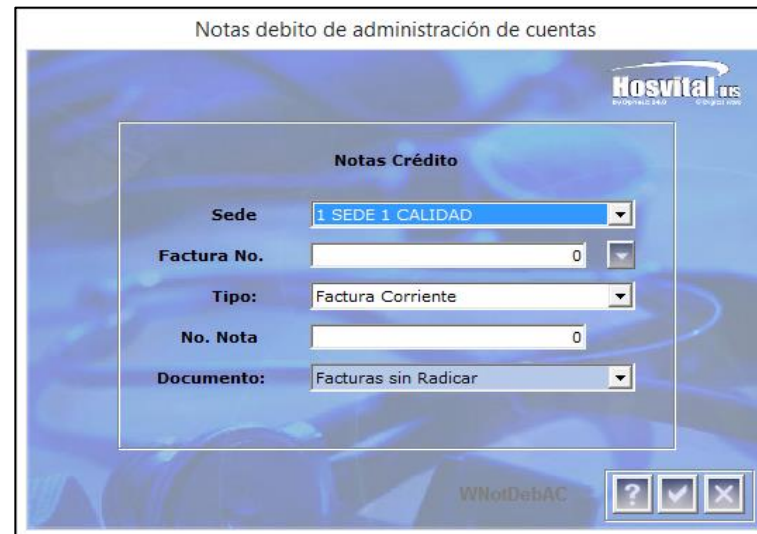 Notas debito de administración de cuentas
Hosvital HIS
Notas Crédito
Sede 1 SEDE 1 CALIDAD
Factura No. 0
Tipo: Factura Corriente
No. Nota 0
Documento: Facturas sin Radicar
WNotDebAC
?